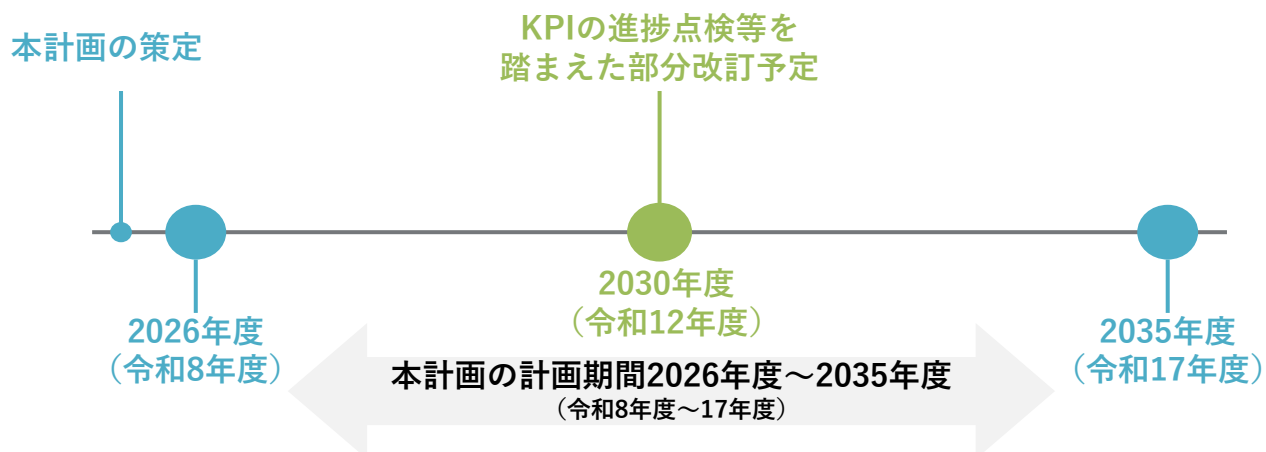 本計画の策定
KPIの進捗点検等を
踏まえた部分改訂予定
2026年度
（令和8年度）
2030年度
（令和12年度）
2035年度
（令和17年度）
本計画の計画期間2026年度～2035年度
（令和8年度～17年度）